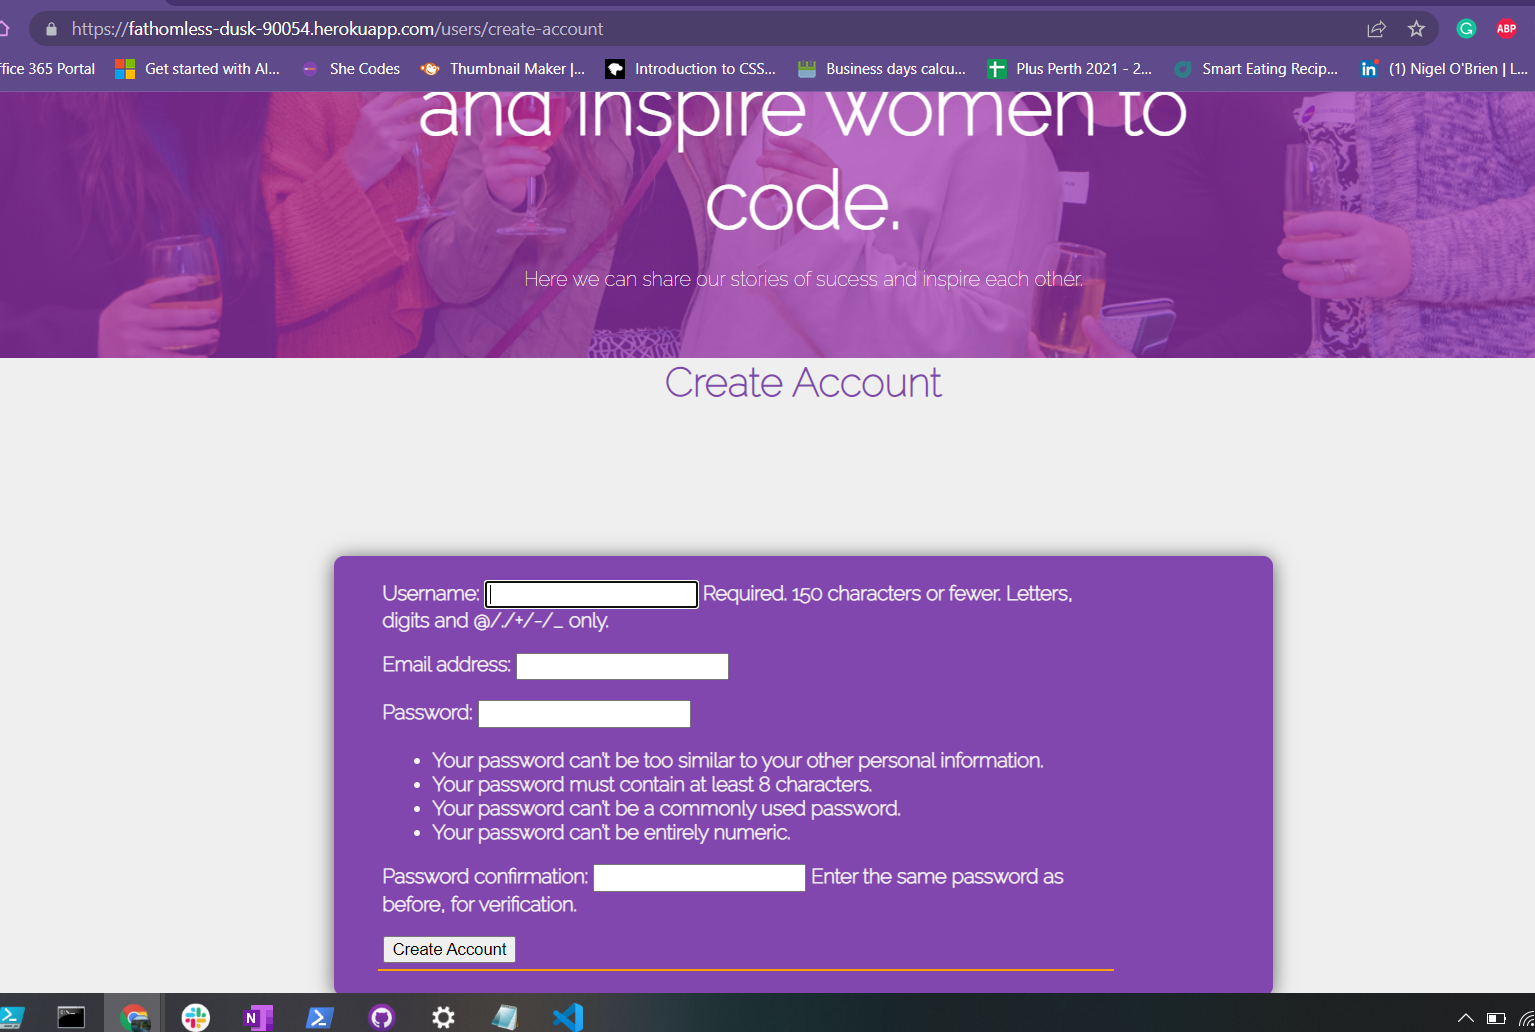 https://fathomless-dusk-90054.herokuapp.com/users/create-account
ABP
ffice 365 Portal Get started with Al... She Codes Thumbnail Maker |... Introduction to CSS... Business days calcu... Plus Perth 2021 - 2... Smart Eating Recip... in (1) Nigel O'Brien | L...
and inspire women to
code.
Here we can share our stories of sucess and inspire each other.
Create Account
Username: Required. 150 characters or fewer. Letters,
digits and @/./+/-/_ only.
Email address:
Password:
• Your password can't be too similar to your other personal information.
• Your password must contain at least 8 characters.
• Your password can't be a commonly used password.
• Your password can't be entirely numeric.
Password confirmation: Enter the same password as
before, for verification.
Create Account
N